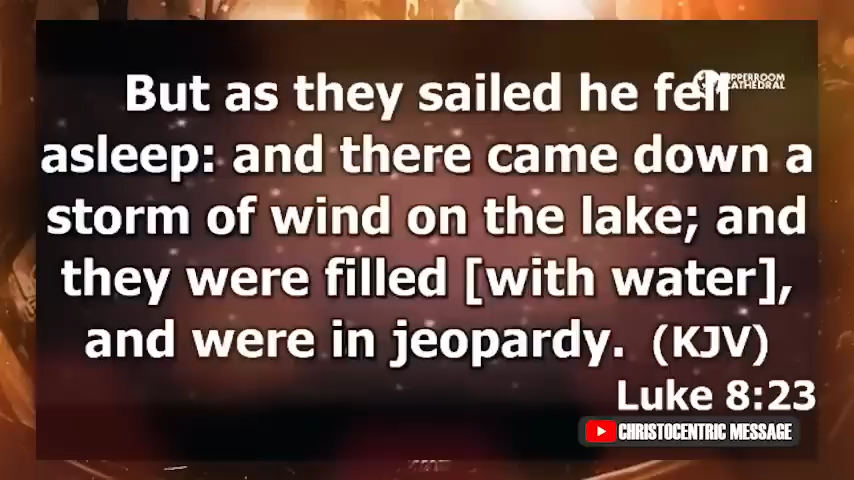 UPPERROOM
CATHEDRAL
But as they sailed he fell
asleep: and there came down a
storm of wind on the lake; and
they were filled [with water],
and were in jeopardy. (KJV)
Luke 8:23
CHRISTOCENTRIC MESSAGE